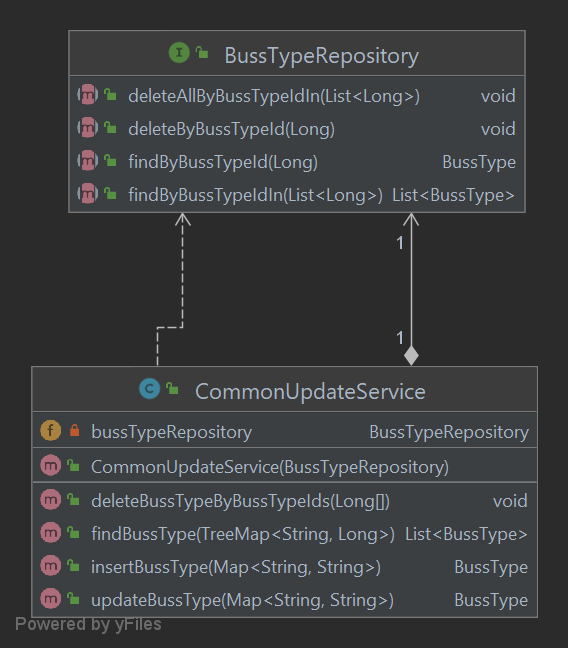 BussTypeRepository
deleteAllByBussTypeIdIn(List<Long>) void
deleteByBussTypeId(Long) void
findByBussTypeId(Long) BussType
findByBussTypeIdIn(List<Long>) List<BussType>
1
1
CommonUpdateService
bussTypeRepository BussTypeRepository
CommonUpdateService(BussTypeRepository)
deleteBussTypeByBussTypeIds(Long[]) void
findBussType(TreeMap<String, Long>) List<BussType>
insertBussType(Map<String, String>) BussType
updateBussType(Map<String, String>) BussType
Powered by yFiles